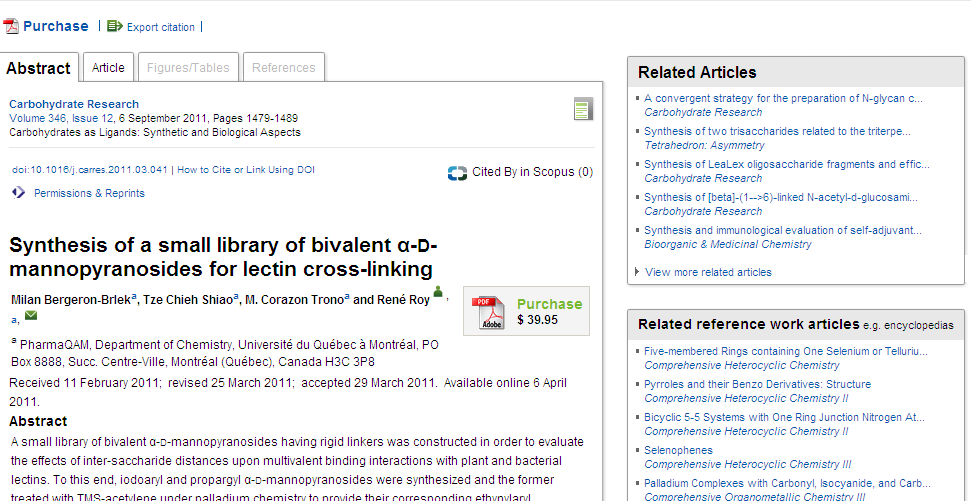 Purchase | Export citation |
Abstract Article Figures/Tables References
Carbohydrate Research
Volume 346, Issue 12, 6 September 2011, Pages 1479-1489
Carbohydrates as Ligands: Synthetic and Biological Aspects
doi:10.1016/j.carres.2011.03.041 | How to Cite or Link Using DOI
Cited By in Scopus (0)
Permissions & Reprints
Synthesis of a small library of bivalent α-D-
mannopyranosides for lectin cross-linking
Milan Bergeron-Brlekª, Tze Chieh Shiaoª, M. Corazon Tronoª and René Roy ,
a,
PDF Adobe
Purchase
$ 39.95
ª PharmaQAM, Department of Chemistry, Université du Québec à Montréal, PO
Box 8888, Succ. Centre-Ville, Montréal (Québec), Canada H3C 3P8
Received 11 February 2011; revised 25 March 2011; accepted 29 March 2011. Available online 6 April
2011.
Abstract
A small library of bivalent α-D-mannopyranosides having rigid linkers was constructed in order to evaluate
the effects of inter-saccharide distances upon multivalent binding interactions with plant and bacterial
lectins. To this end, iodoaryl and propargyl α-D-mannopyranosides were synthesized and the former
treated with TMS-acetylene under palladium chemistry to provide their corresponding ethynylaryl
Related Articles
A convergent strategy for the preparation of N-glycan c...
Carbohydrate Research
Synthesis of two trisaccharides related to the triterpe...
Tetrahedron: Asymmetry
Synthesis of LeaLex oligosaccharide fragments and effic...
Carbohydrate Research
Synthesis of [beta]-(1-->6)-linked N-acetyl-d-glucosami...
Carbohydrate Research
Synthesis and immunological evaluation of self-adjuvant...
Bioorganic & Medicinal Chemistry
View more related articles
Related reference work articles e.g. encyclopedias
Five-membered Rings containing One Selenium or Telluriu...
Comprehensive Heterocyclic Chemistry
Pyrroles and their Benzo Derivatives: Structure
Comprehensive Heterocyclic Chemistry II
Bicyclic 5-5 Systems with One Ring Junction Nitrogen At...
Comprehensive Heterocyclic Chemistry II
Selenophenes
Comprehensive Heterocyclic Chemistry III
Palladium Complexes with Carbonyl, Isocyanide, and Carb...
Comprehensive Organometallic Chemistry III